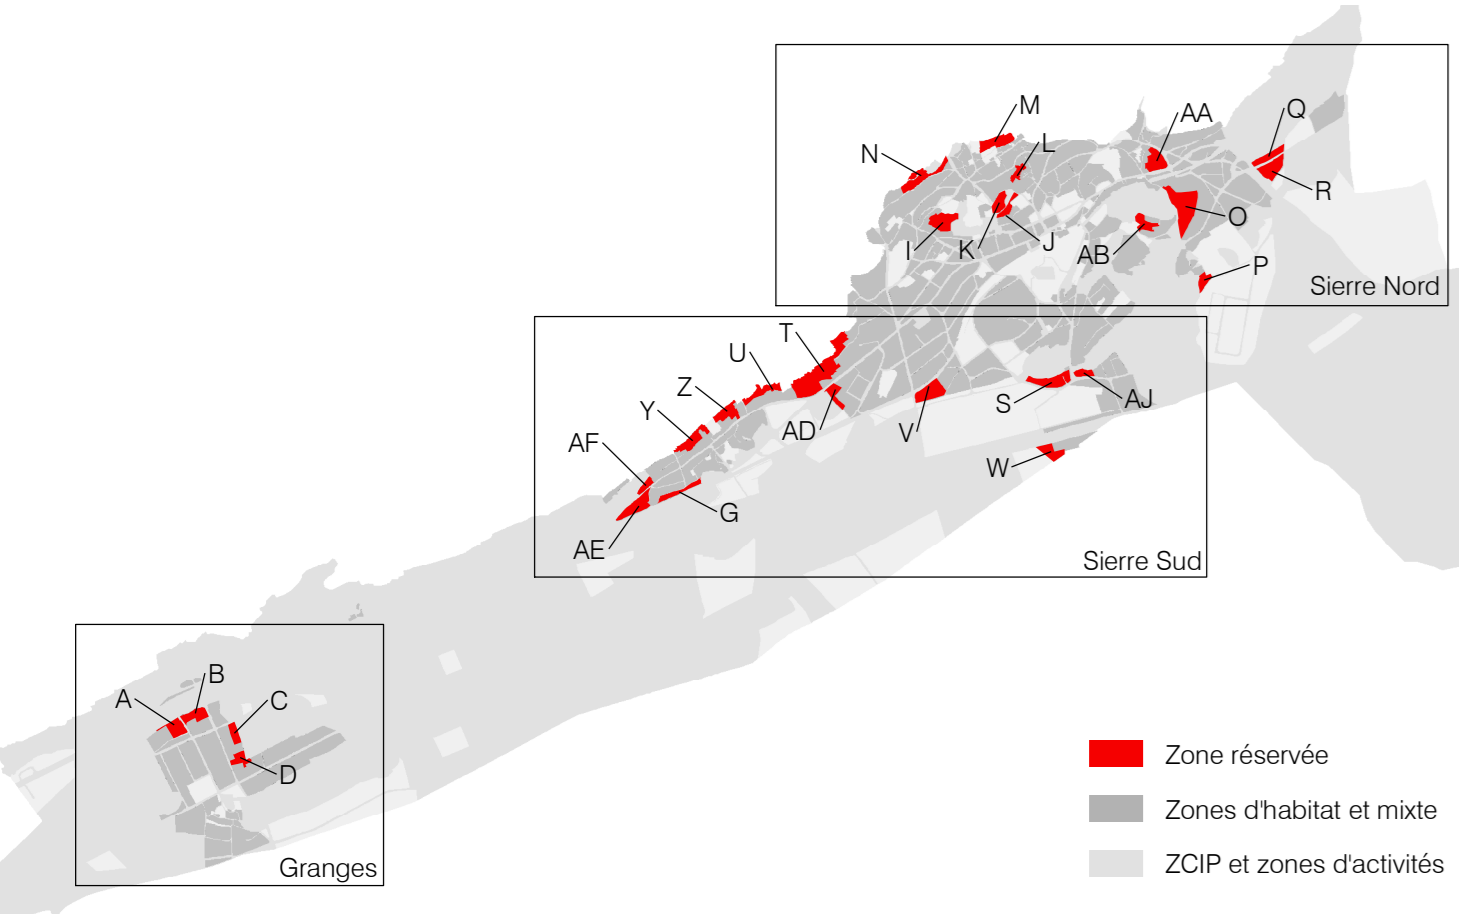 M
AA
Q
N
L
R
O
I
K
J
AB
P
Sierre Nord
T
U
Z
Y
AF
AD
V
S
AJ
W
G
AE
Sierre Sud
A
B
C
D
Granges
Zone réservée
Zones d'habitat et mixte
ZCIP et zones d'activités